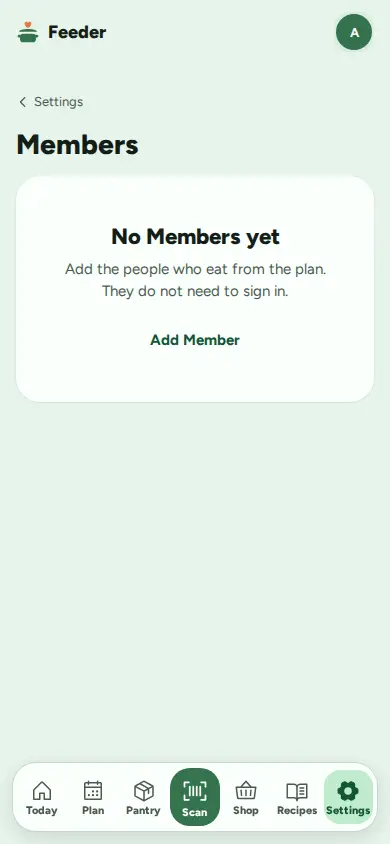 Feeder
A
Settings
Members
No Members yet
Add the people who eat from the plan.
They do not need to sign in.
Add Member
Today
Plan
Pantry
Scan
Shop
Recipes
Settings